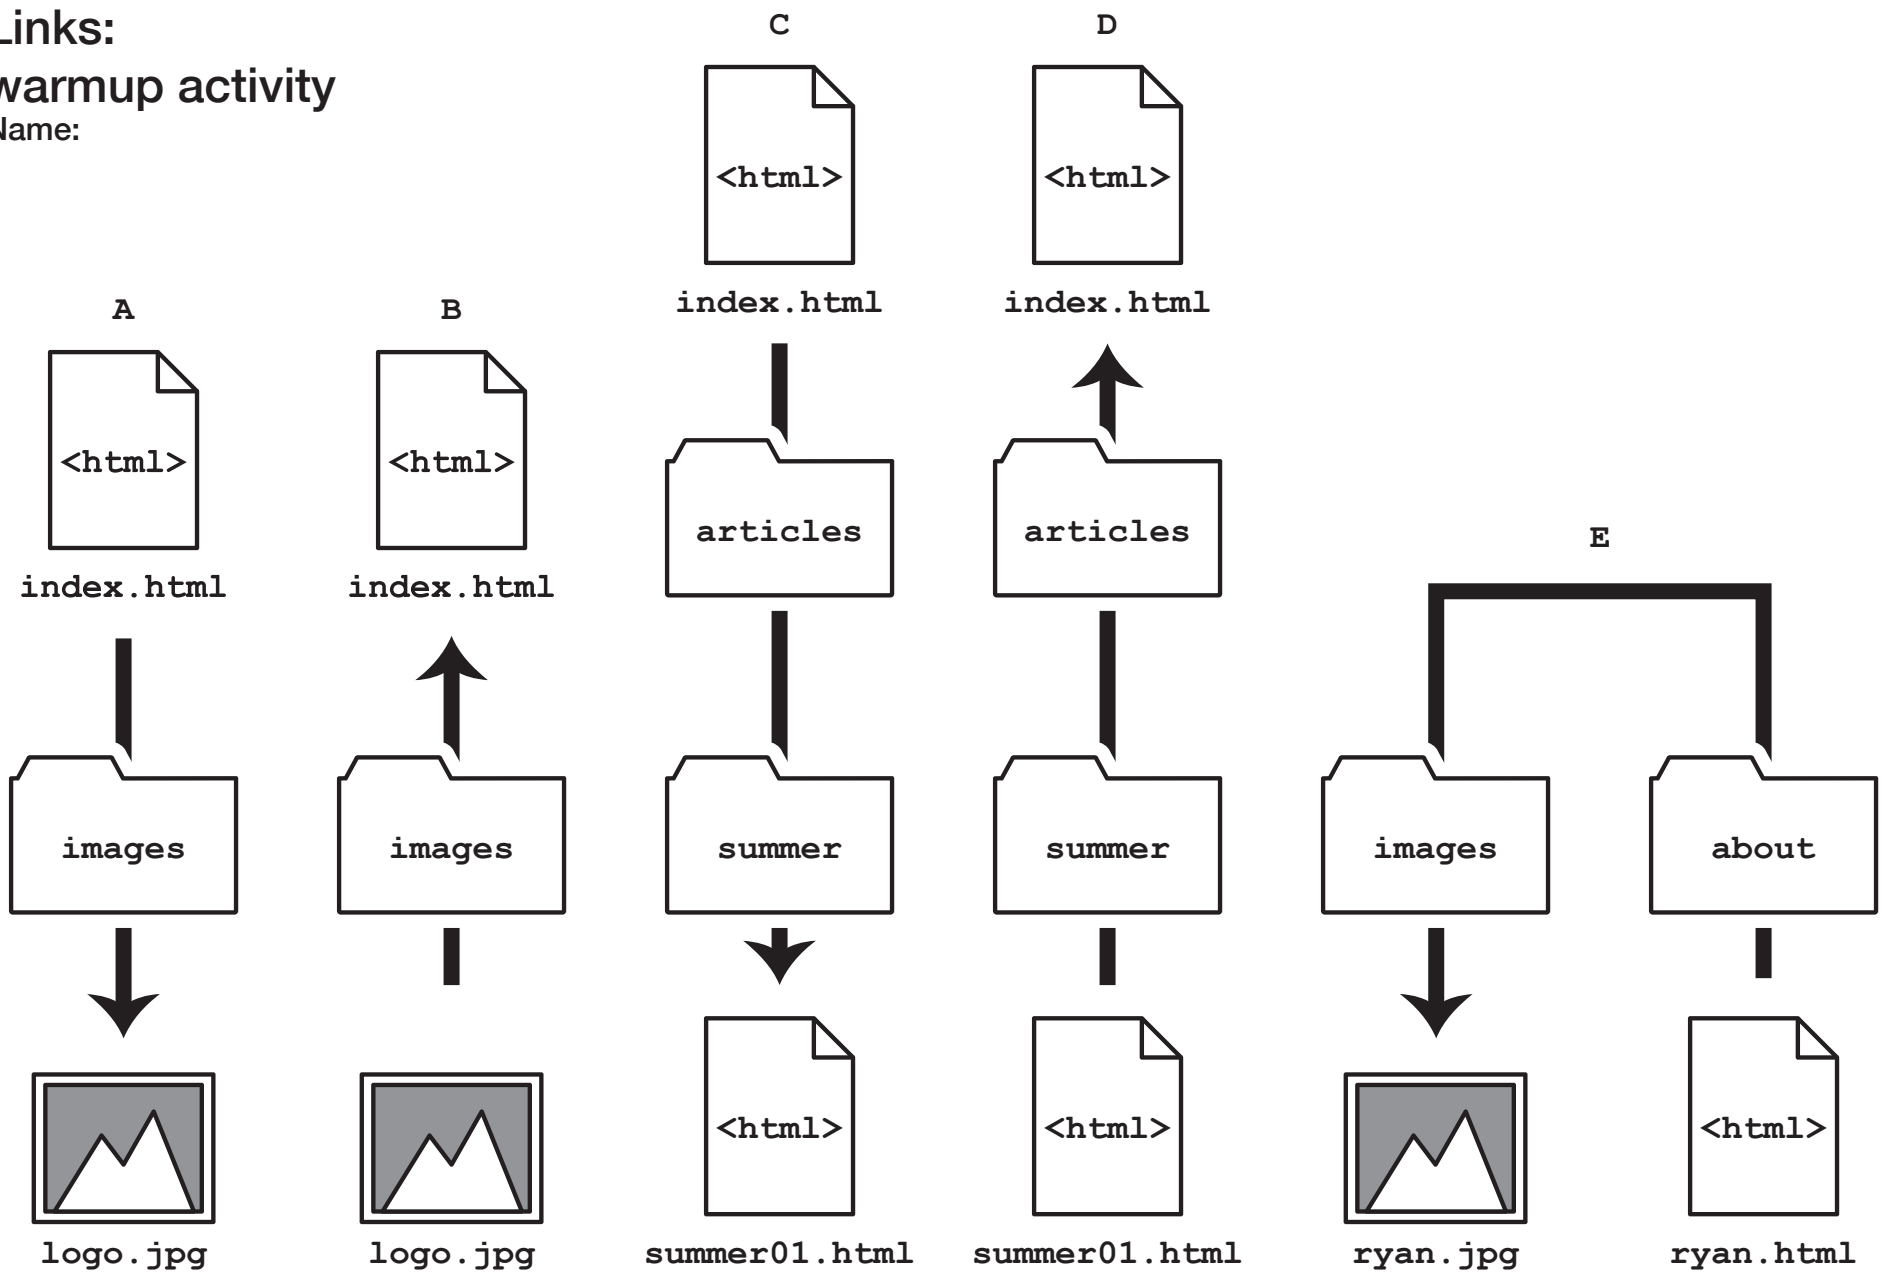 Links:
warmup activity
Name:
C
D
<html>
<html>
index.html
index.html
A
B
<html>
<html>
articles
articles
E
index.html
index.html
images
images
summer
summer
images
about
<html>
<html>
<html>
logo.jpg
logo.jpg
summer01.html
summer01.html
ryan.jpg
ryan.html